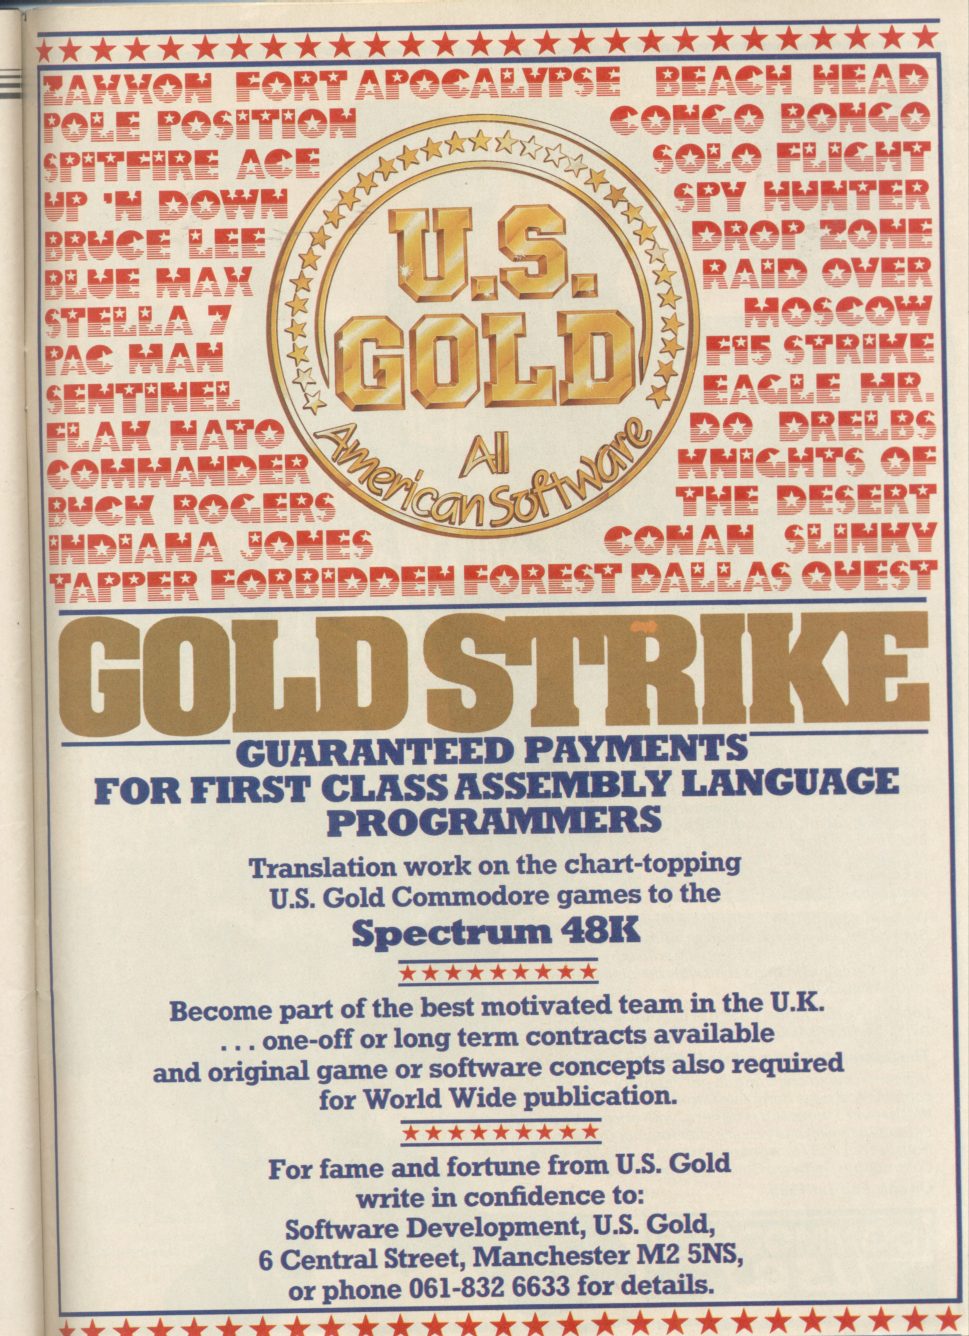 ZAXXON FORT APOCALYPSE BEACH HEAD
POLE POSITION
CONGO BONGO
SPITFIRE ACE
SOLO FLIGHT
UP 'N DOWN
SPY HUNTER
BRUCE LEE
DROP ZONE
BLUE MAX
RAID OVER
STELLA 7
MOSCOW
PAC MAN
F15 STRIKE
SENTINEL
EAGLE MR.
FLAK NATO
DO DRELBS
COMMANDER
KNIGHTS OF
BUCK ROGERS
THE DESERT
INDIANA JONES
CONAN SLINKY
TAPPER FORBIDDEN FOREST DALLAS QUEST
U.S.
GOLD
All
American Software
GOLD STRIKE
GUARANTEED PAYMENTS
FOR FIRST CLASS ASSEMBLY LANGUAGE
PROGRAMMERS
Translation work on the chart-topping
U.S. Gold Commodore games to the
Spectrum 48K
Become part of the best motivated team in the U.K.
. . . one-off or long term contracts available
and original game or software concepts also required
for World Wide publication.
For fame and fortune from U.S. Gold
write in confidence to:
Software Development, U.S. Gold,
6 Central Street, Manchester M2 5NS,
or phone 061-832 6633 for details.